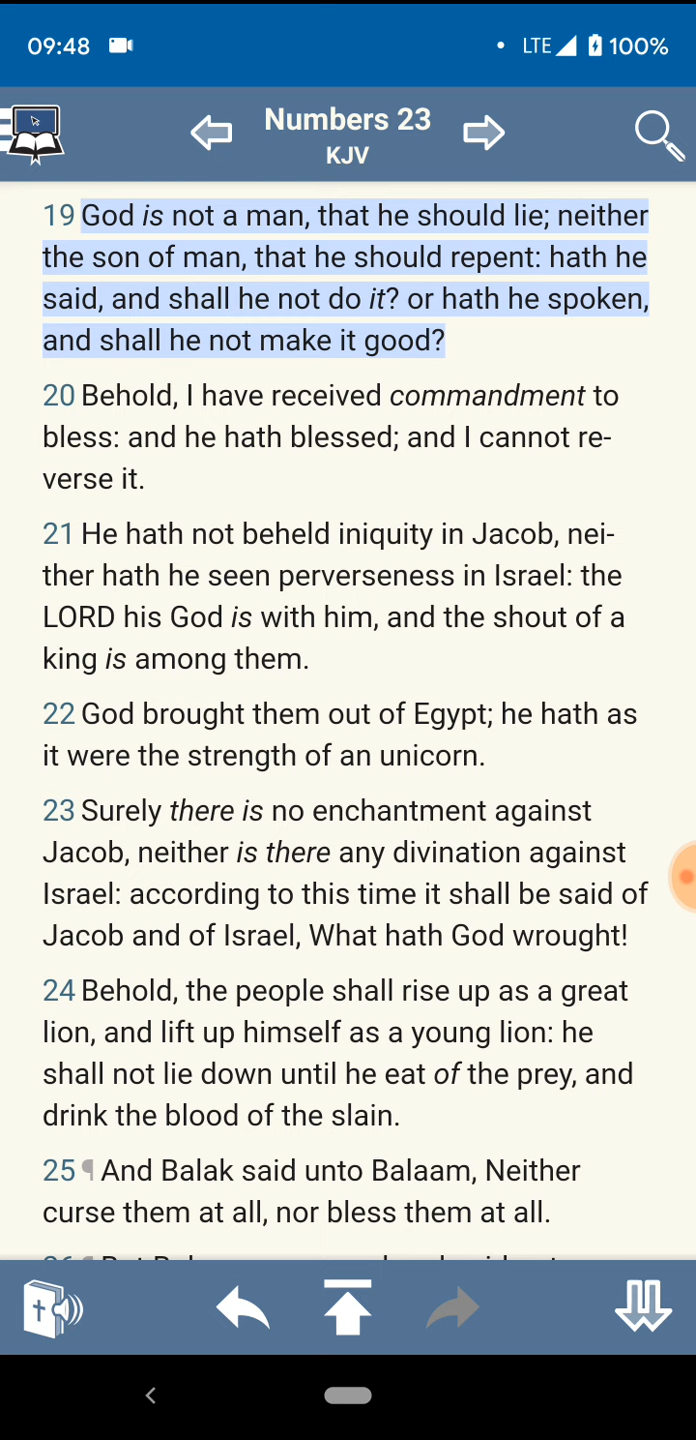 09:48 LTE 100%
Numbers 23
KJV
19 God is not a man, that he should lie; neither
the son of man, that he should repent: hath he
said, and shall he not do it? or hath he spoken,
and shall he not make it good?
20 Behold, I have received commandment to
bless: and he hath blessed; and I cannot re-
verse it.
21 He hath not beheld iniquity in Jacob, nei-
ther hath he seen perverseness in Israel: the
LORD his God is with him, and the shout of a
king is among them.
22 God brought them out of Egypt; he hath as
it were the strength of an unicorn.
23 Surely there is no enchantment against
Jacob, neither is there any divination against
Israel: according to this time it shall be said of
Jacob and of Israel, What hath God wrought!
24 Behold, the people shall rise up as a great
lion, and lift up himself as a young lion: he
shall not lie down until he eat of the prey, and
drink the blood of the slain.
25 ¶ And Balak said unto Balaam, Neither
curse them at all, nor bless them at all.